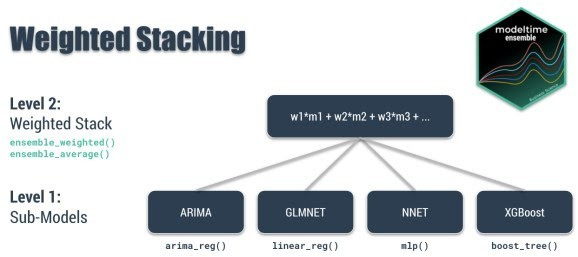 Weighted Stacking
modeltime
ensemble
Level 2:
Weighted Stack
ensemble_weighted()
ensemble_average()
w1*m1 + w2*m2 + w3*m3 + ...
Level 1:
Sub-Models
ARIMA
GLMNET
NNET
XGBoost
arima_reg()
linear_reg()
mlp()
boost_tree()